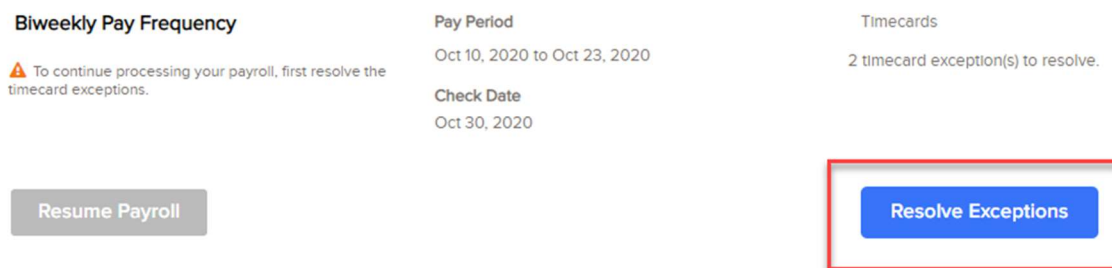 Biweekly Pay Frequency
To continue processing your payroll, first resolve the
timecard exceptions.
Pay Period
Oct 10, 2020 to Oct 23, 2020
Check Date
Oct 30, 2020
Timecards
2 timecard exception(s) to resolve.
Resume Payroll
Resolve Exceptions